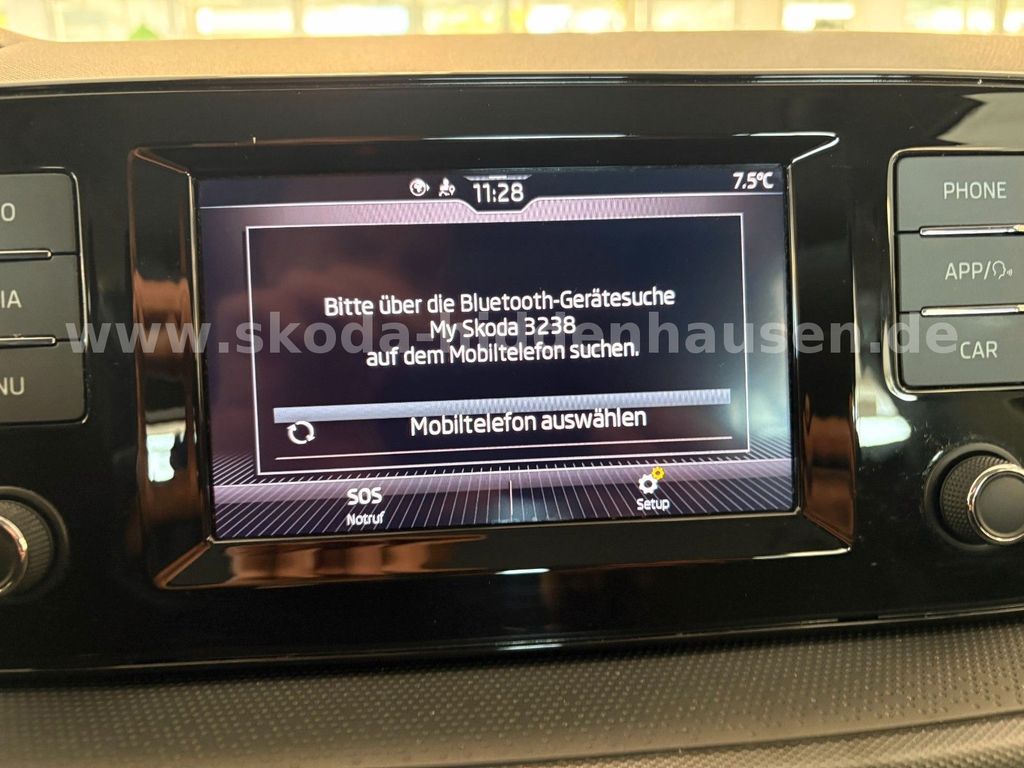 11:28
7.5°C
PHONE
APP/
CAR
Bitte über die Bluetooth-Gerätesuche
My Skoda 3238
auf dem Mobiltelefon suchen.
Mobiltelefon auswählen
SOS
Notruf
Setup